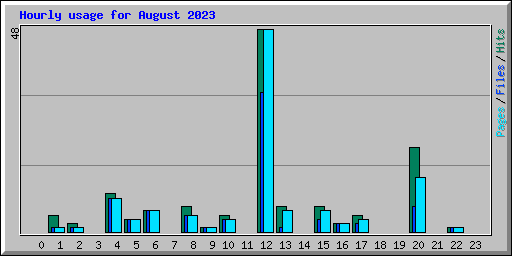 Hourly usage for August 2023
48
Pages/Files/Hits
0 1 2 3 4 5 6 7 8 9 10 11 12 13 14 15 16 17 18 19 20 21 22 23